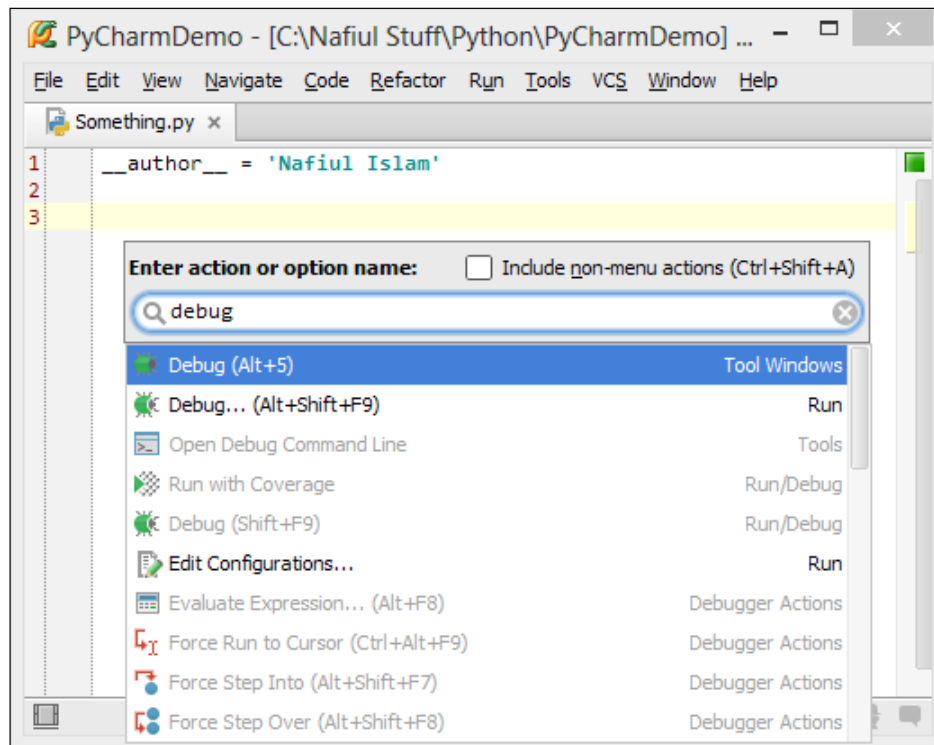 PyCharmDemo - [C:\Nafiul Stuff\Python\PyCharmDemo] ...
File Edit View Navigate Code Refactor Run Tools VCS Window Help
Something.py
1 __author__ = 'Nafiul Islam'
2
3
Enter action or option name: Include non-menu actions (Ctrl+Shift+A)
debug
Debug (Alt+5) Tool Windows
Debug... (Alt+Shift+F9) Run
Open Debug Command Line Tools
Run with Coverage Run/Debug
Debug (Shift+F9) Run/Debug
Edit Configurations... Run
Evaluate Expression... (Alt+F8) Debugger Actions
Force Run to Cursor (Ctrl+Alt+F9) Debugger Actions
Force Step Into (Alt+Shift+F7) Debugger Actions
Force Step Over (Alt+Shift+F8) Debugger Actions